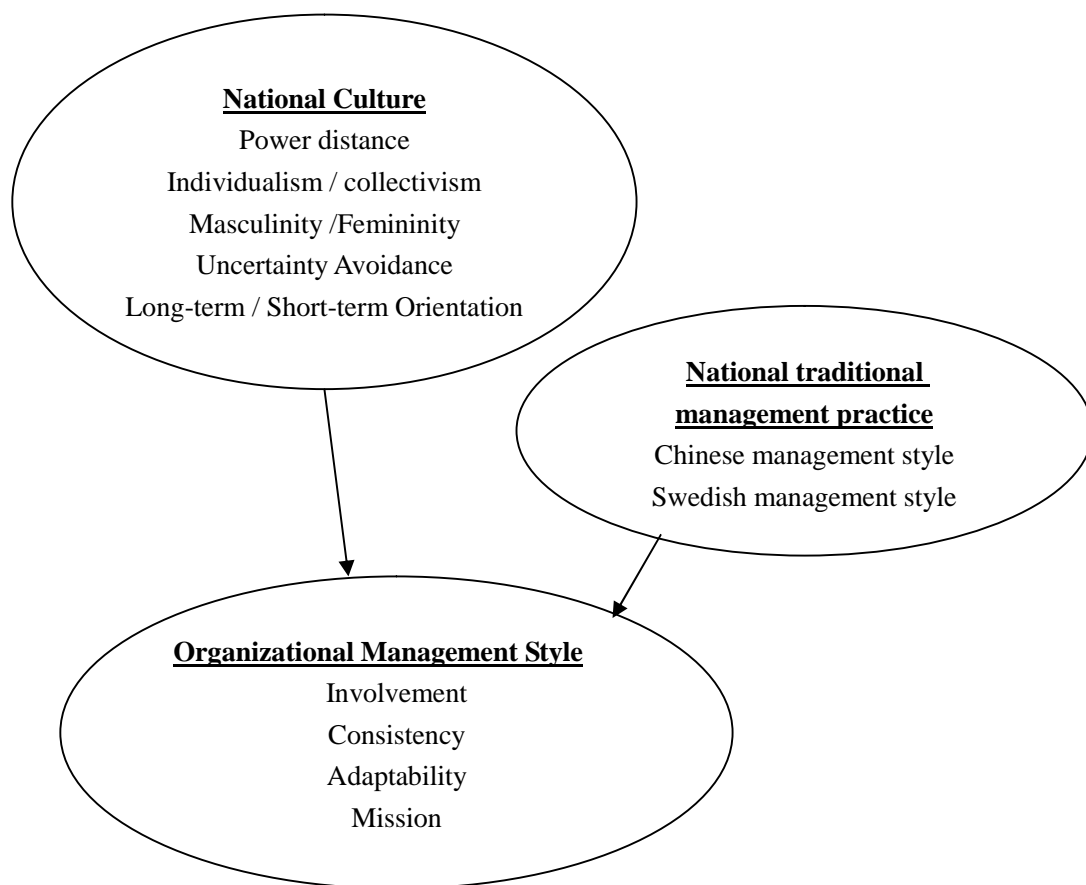 National Culture
Power distance
Individualism / collectivism
Masculinity /Femininity
Uncertainty Avoidance
Long-term / Short-term Orientation
National traditional
management practice
Chinese management style
Swedish management style
Organizational Management Style
Involvement
Consistency
Adaptability
Mission